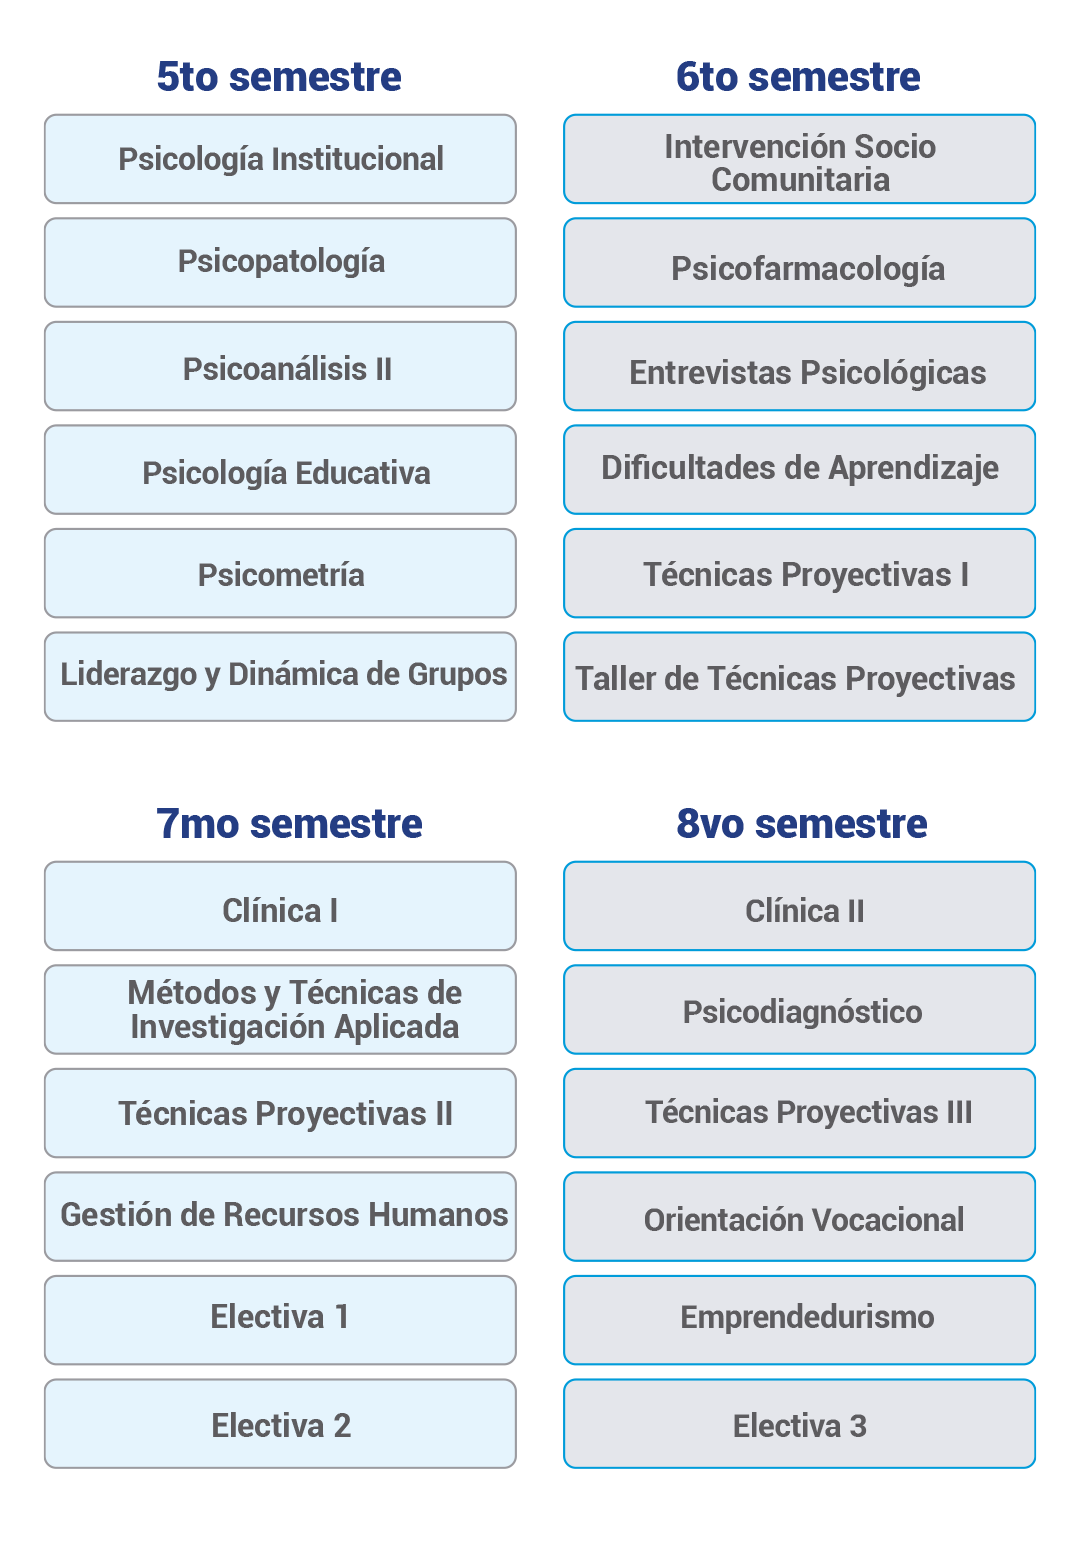 5to semestre
Psicología Institucional
Psicopatología
Psicoanálisis II
Psicología Educativa
Psicometría
Liderazgo y Dinámica de Grupos
6to semestre
Intervención Socio
Comunitaria
Psicofarmacología
Entrevistas Psicológicas
Dificultades de Aprendizaje
Técnicas Proyectivas I
Taller de Técnicas Proyectivas
7mo semestre
Clínica I
Métodos y Técnicas de
Investigación Aplicada
Técnicas Proyectivas II
Gestión de Recursos Humanos
Electiva 1
Electiva 2
8vo semestre
Clínica II
Psicodiagnóstico
Técnicas Proyectivas III
Orientación Vocacional
Emprendedurismo
Electiva 3